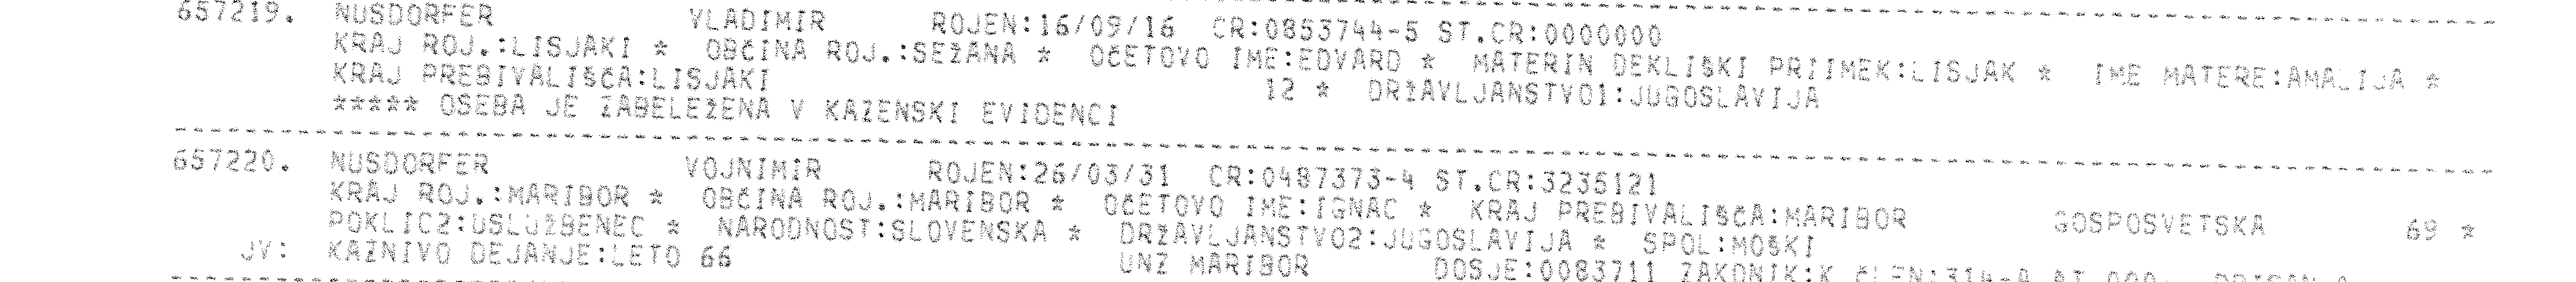 657219. NUSDORFER VLADIMIR ROJEN:16/09/16 CR:0853744-5 ST.CR:0000000
KRAJ ROJ.:LISJAKI * OBČINA ROJ.:SEŽANA * OČETOVO IME:EDVARD * MATERIN DEKLIŠKI PRIIMEK:LISJAK * IME MATERE:AMALIJA *
KRAJ PREBIVALIŠČA:LISJAKI 12 * DRŽAVLJANSTVO1:JUGOSLAVIJA
***** OSEBA JE ZABELEŽENA V KAZENSKI EVIDENCI
657220. NUSDORFER VOJNIMIR ROJEN:26/03/31 CR:0487373-4 ST.CR:3235121
KRAJ ROJ.:MARIBOR * OBČINA ROJ.:MARIBOR * OČETOVO IME:IGNAC * KRAJ PREBIVALIŠČA:MARIBOR GOSPOSVETSKA 69 *
POKLIC2:USLUŽBENEC * NARODNOST:SLOVENSKA * DRŽAVLJANSTVO2:JUGOSLAVIJA * SPOL:MOŠKI
JV: KAZNIVO DEJANJE:LETO 66 UNZ MARIBOR DOSJE:0083711 ZAKONIK:K ČLEN:314-A